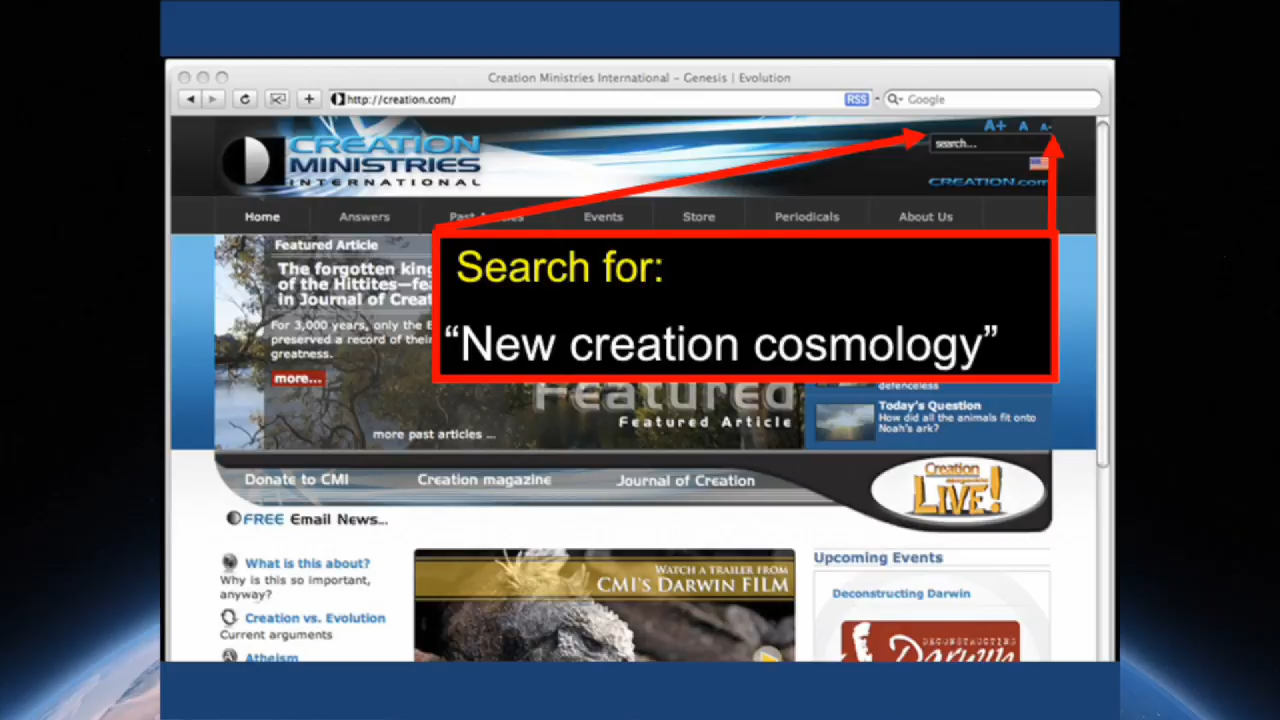 Creation Ministries International – Genesis | Evolution
http://creation.com/
RSS
Google
A+ A A-
search...
CREATION
MINISTRIES
INTERNATIONAL
CREATION.com
Home
Answers
Past Articles
Events
Store
Periodicals
About Us
Featured Article
The forgotten king
of the Hittites—fea
in Journal of Creat
For 3,000 years, only the B
preserved a record of their
greatness.
more...
Search for:
“New creation cosmology”
Featured
Featured Article
more past articles ...
defenceless
Today's Question
How did all the animals fit onto
Noah's ark?
Donate to CMI
Creation magazine
Journal of Creation
Creation
LIVE!
FREE Email News...
What is this about?
Why is this so important,
anyway?
Creation vs. Evolution
Current arguments
Atheism
WATCH A TRAILER FROM
CMI'S DARWIN FILM
Upcoming Events
Deconstructing Darwin
DECONSTRUCTING
Darwin